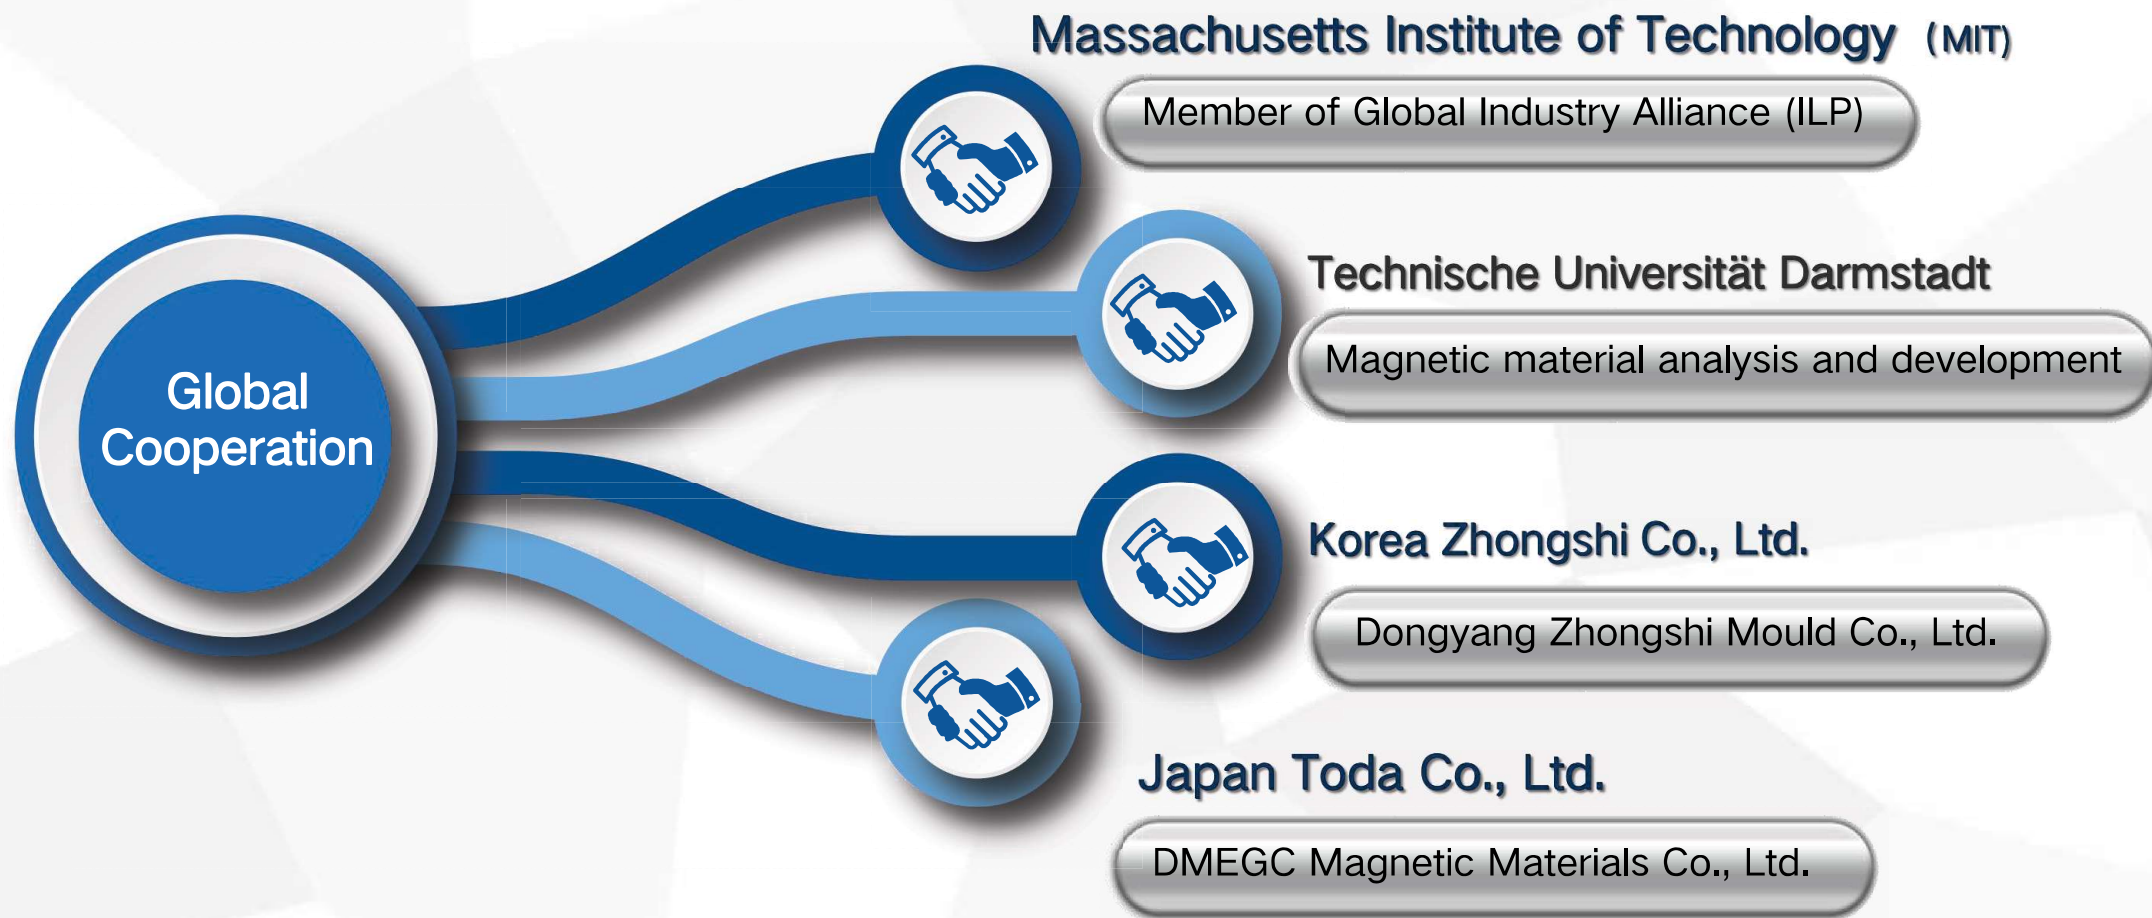 Massachusetts Institute of Technology (MIT)
Member of Global Industry Alliance (ILP)
Technische Universität Darmstadt
Magnetic material analysis and development
Global
Cooperation
Korea Zhongshi Co., Ltd.
Dongyang Zhongshi Mould Co., Ltd.
Japan Toda Co., Ltd.
DMEGC Magnetic Materials Co., Ltd.